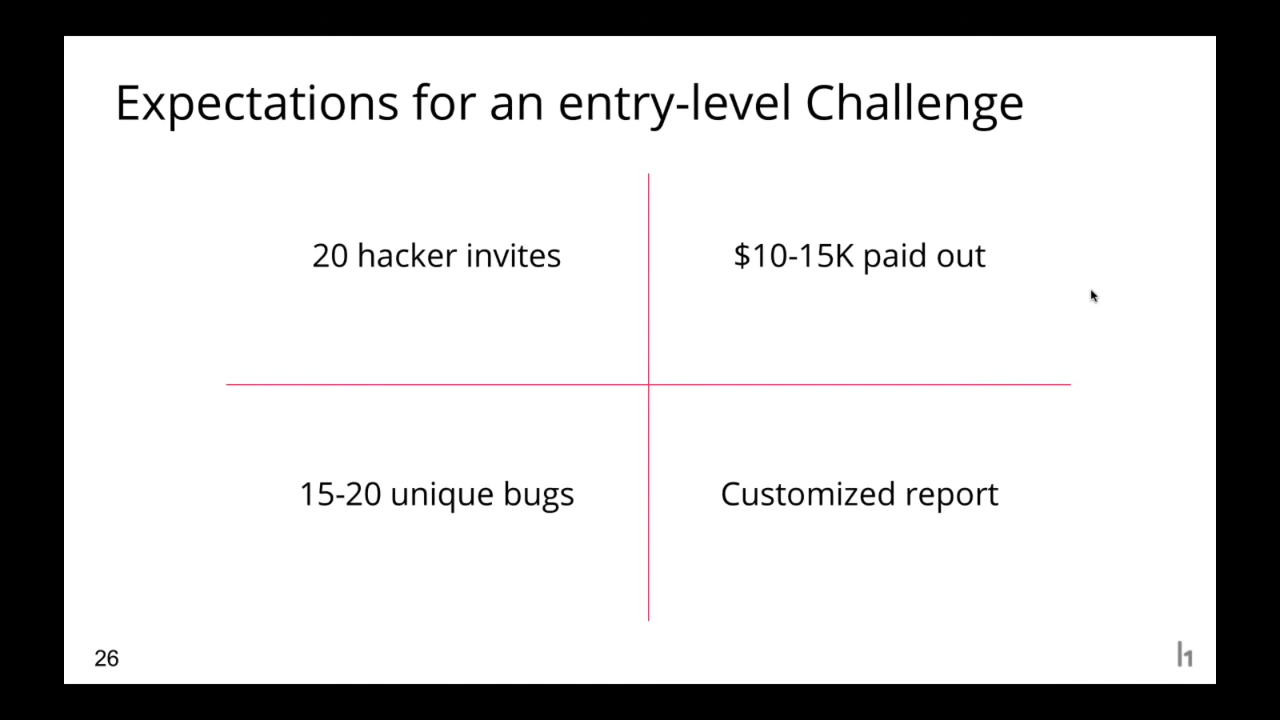 Expectations for an entry-level Challenge
20 hacker invites
$10-15K paid out
15-20 unique bugs
Customized report
26
h1